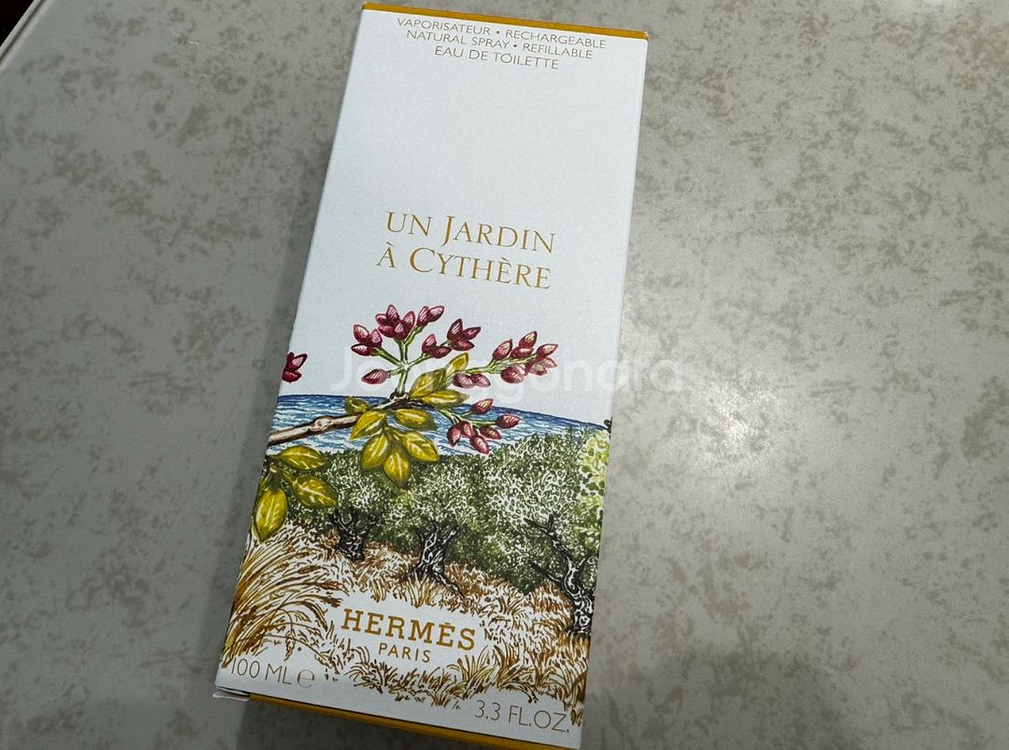 VAPORISATEUR • RECHARGEABLE
NATURAL SPRAY • REFILLABLE
EAU DE TOILETTE
UN JARDIN
À CYTHÈRE
Joonggonara
HERMÈS
PARIS
100 ML e
3.3 FL.OZ.